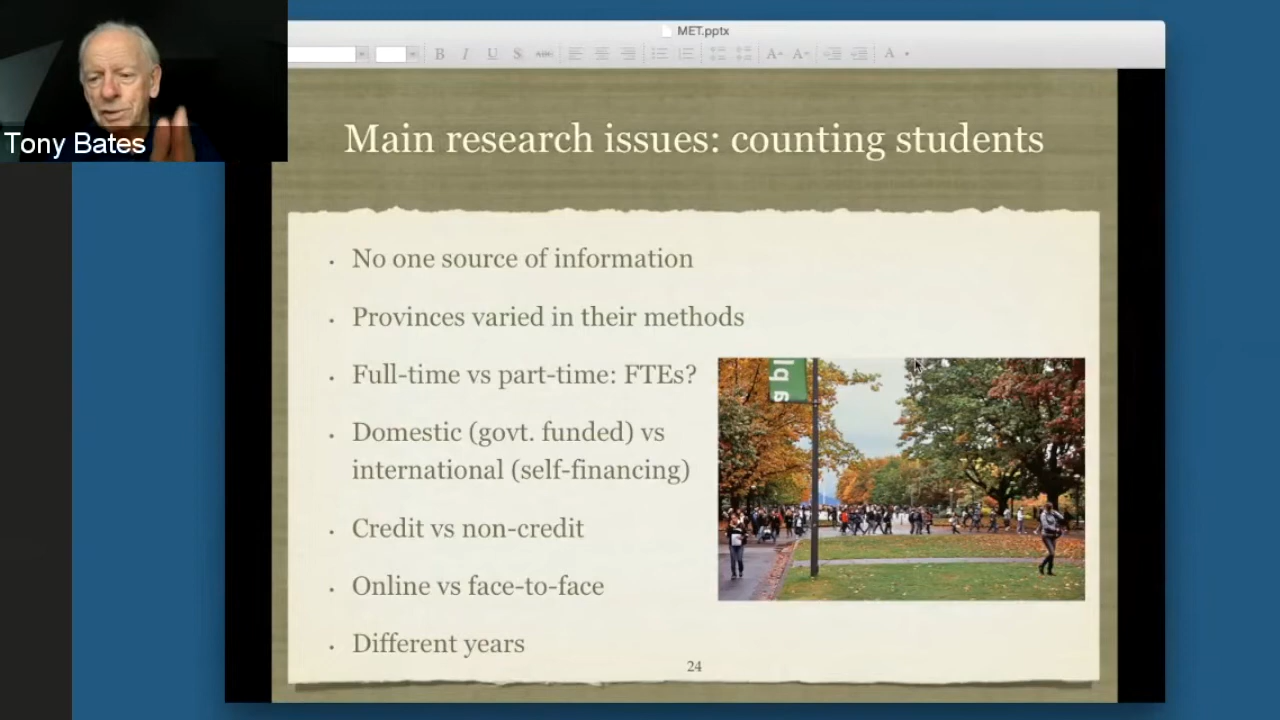 MET.pptx
B I U S ABC A A A
Tony Bates
Main research issues: counting students
• No one source of information
• Provinces varied in their methods
• Full-time vs part-time: FTEs?
• Domestic (govt. funded) vs
international (self-financing)
• Credit vs non-credit
• Online vs face-to-face
• Different years
24